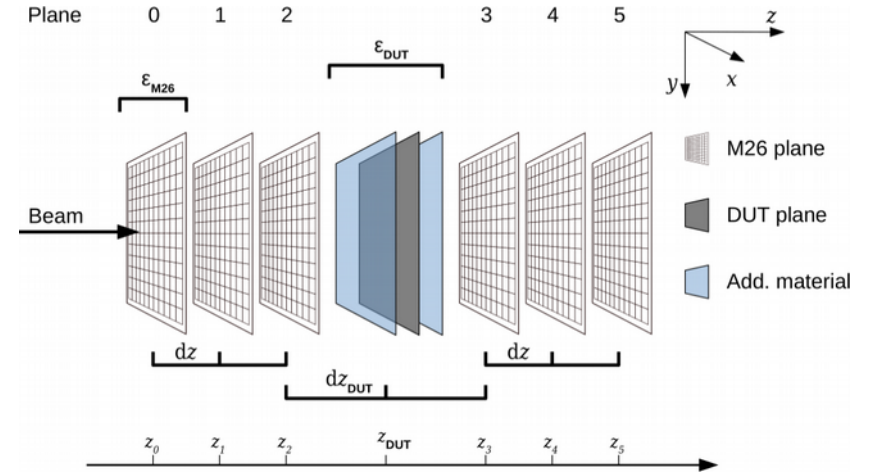 Plane 0 1 2 3 4 5 z
ε_DUT
ε_M26
y x
M26 plane
Beam
DUT plane
Add. material
dz dz
dz_DUT
z_0 z_1 z_2 z_DUT z_3 z_4 z_5